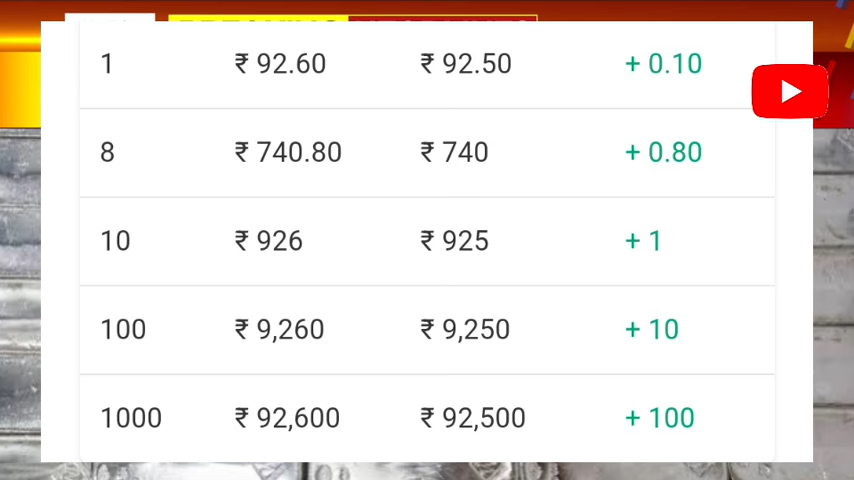 1 ₹ 92.60 ₹ 92.50 + 0.10
8 ₹ 740.80 ₹ 740 + 0.80
10 ₹ 926 ₹ 925 + 1
100 ₹ 9,260 ₹ 9,250 + 10
1000 ₹ 92,600 ₹ 92,500 + 100